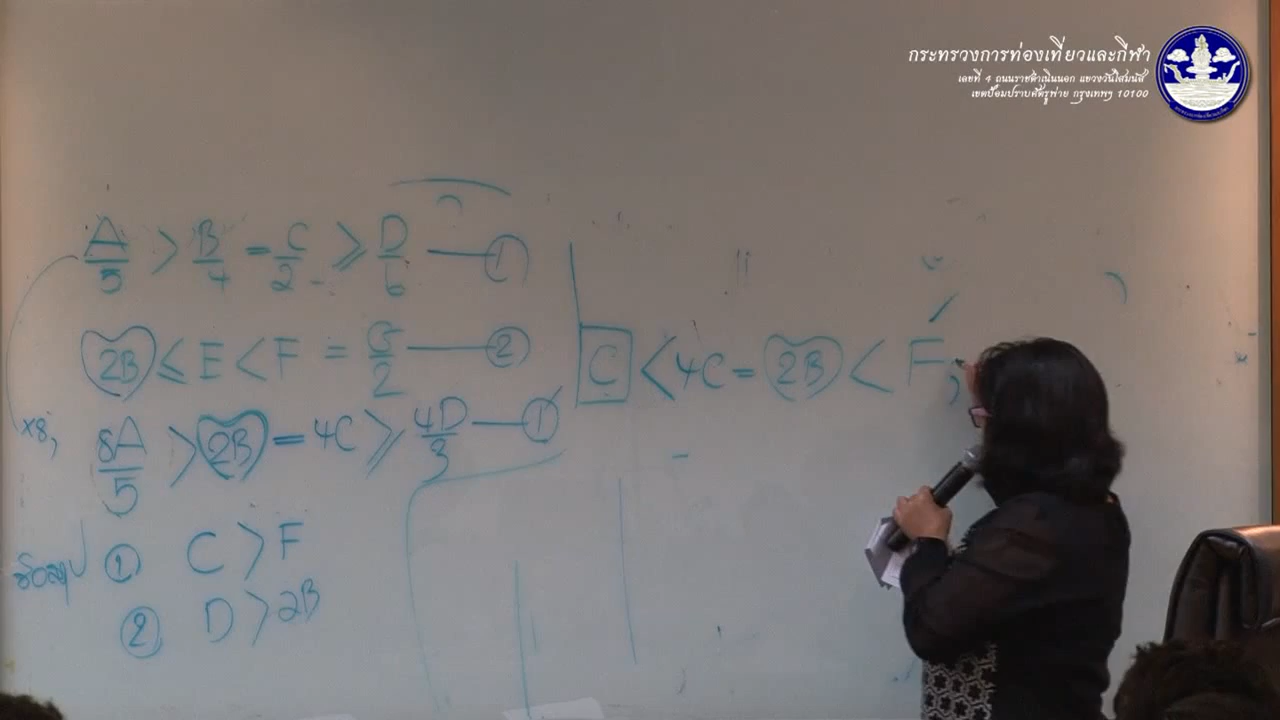 กระทรวงการท่องเที่ยวและกีฬา
เลขที่ 4 ถนนราชดำเนินนอก แขวงวัดโสมนัส
เขตป้อมปราบศัตรูพ่าย กรุงเทพฯ 10100
A/5 > B/4 = C/2 ≥ D/6 — ①
2B ≤ E < F = G/2 — ②
×8, 8A/5 > 2B = 4C ≥ 4D/3 — ①
ข้อสรุป ① C > F
② D > 2B
C < 4C = 2B < F ;